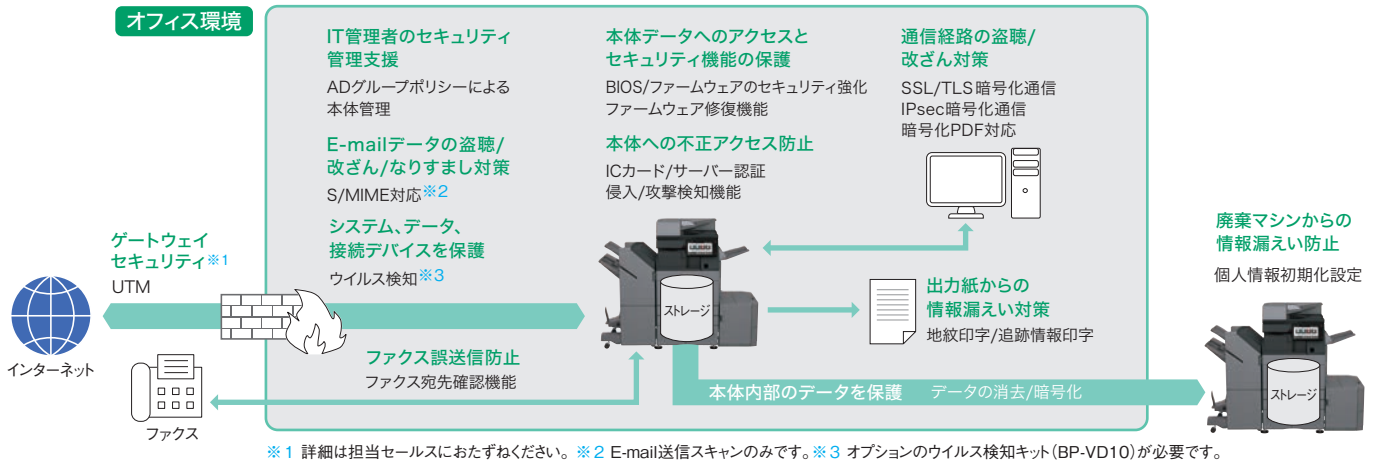 オフィス環境
IT管理者のセキュリティ
管理支援
ADグループポリシーによる
本体管理
E-mailデータの盗聴/
改ざん/なりすまし対策
S/MIME対応※2
システム、データ、
接続デバイスを保護
ウイルス検知※3
本体データへのアクセスと
セキュリティ機能の保護
BIOS/ファームウェアのセキュリティ強化
ファームウェア修復機能
本体への不正アクセス防止
ICカード/サーバー認証
侵入/攻撃検知機能
通信経路の盗聴/
改ざん対策
SSL/TLS暗号化通信
IPsec暗号化通信
暗号化PDF対応
ゲートウェイ
セキュリティ※1
UTM
インターネット
ファクス
ファクス誤送信防止
ファクス宛先確認機能
ストレージ
出力紙からの
情報漏えい対策
地紋印字/追跡情報印字
本体内部のデータを保護 データの消去/暗号化
廃棄マシンからの
情報漏えい防止
個人情報初期化設定
ストレージ
※1 詳細は担当セールスにおたずねください。※2 E-mail送信スキャンのみです。※3 オプションのウイルス検知キット(BP-VD10)が必要です。